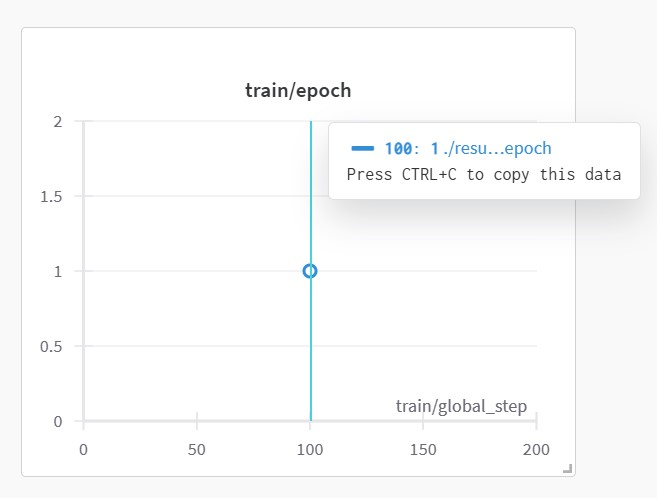 train/epoch
2
100: 1 ./resu...epoch
Press CTRL+C to copy this data
1.5
1
0.5
train/global_step
0
0 50 100 150 200